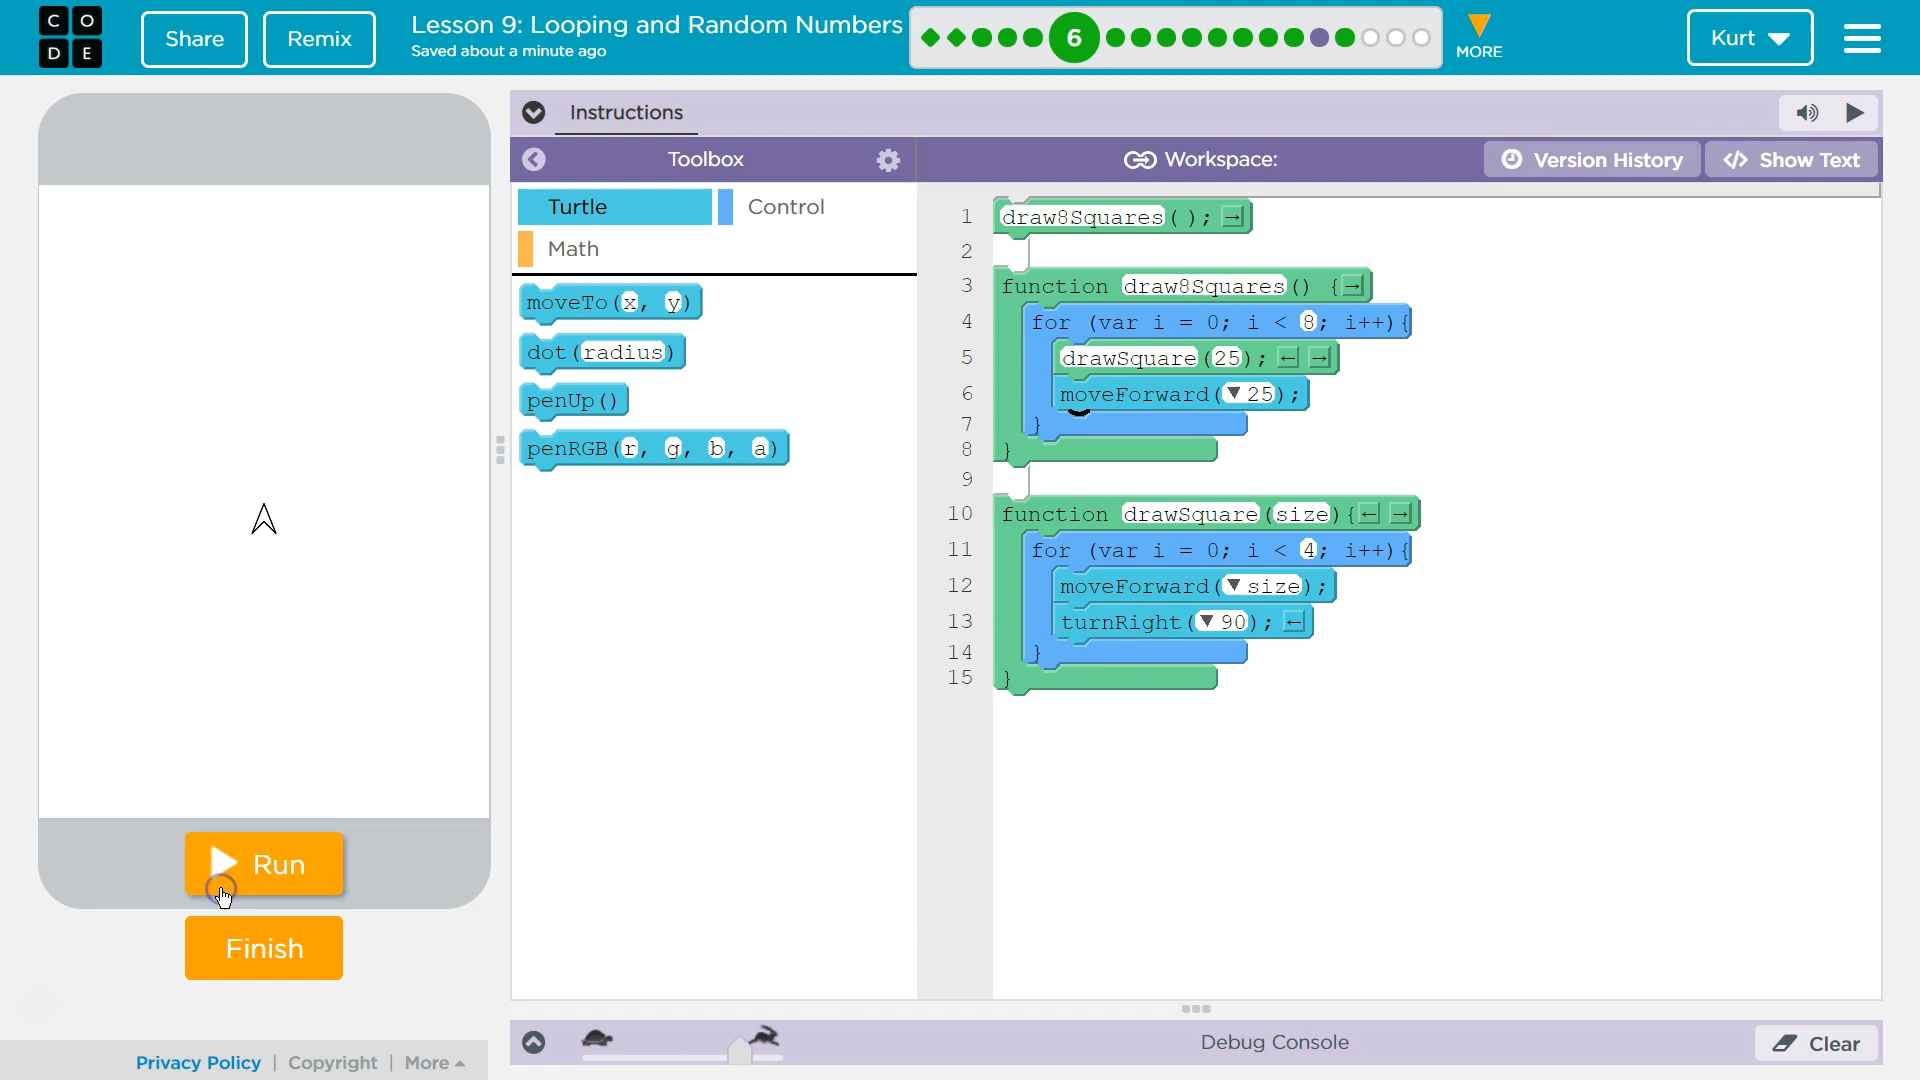 C O
D E
Share
Remix
Lesson 9: Looping and Random Numbers
Saved about a minute ago
6
MORE
Kurt
Instructions
Toolbox
Workspace:
Version History
Show Text
Turtle
Control
Math
moveTo(x, y)
dot(radius)
penUp()
penRGB(r, g, b, a)
1 draw8Squares();
2
3 function draw8Squares() {
4 for (var i = 0; i < 8; i++){
5 drawSquare(25);
6 moveForward(25);
7 }
8 }
9
10 function drawSquare(size){
11 for (var i = 0; i < 4; i++){
12 moveForward(size);
13 turnRight(90);
14 }
15 }
Run
Finish
Debug Console
Clear
Privacy Policy | Copyright | More